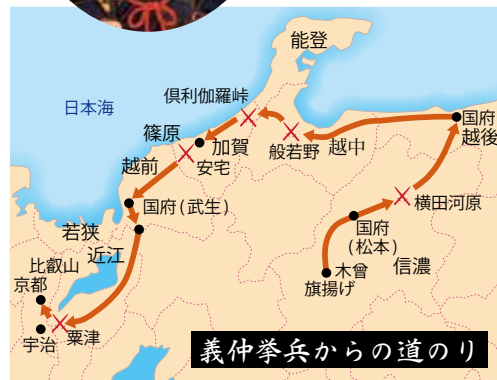 能登
日本海
倶利伽羅峠
国府
越後
篠原
加賀
般若野
越中
越前
安宅
国府(武生)
横田河原
若狭
近江
国府
(松本)
信濃
比叡山
京都
木曾
旗揚げ
粟津
宇治
義仲挙兵からの道のり